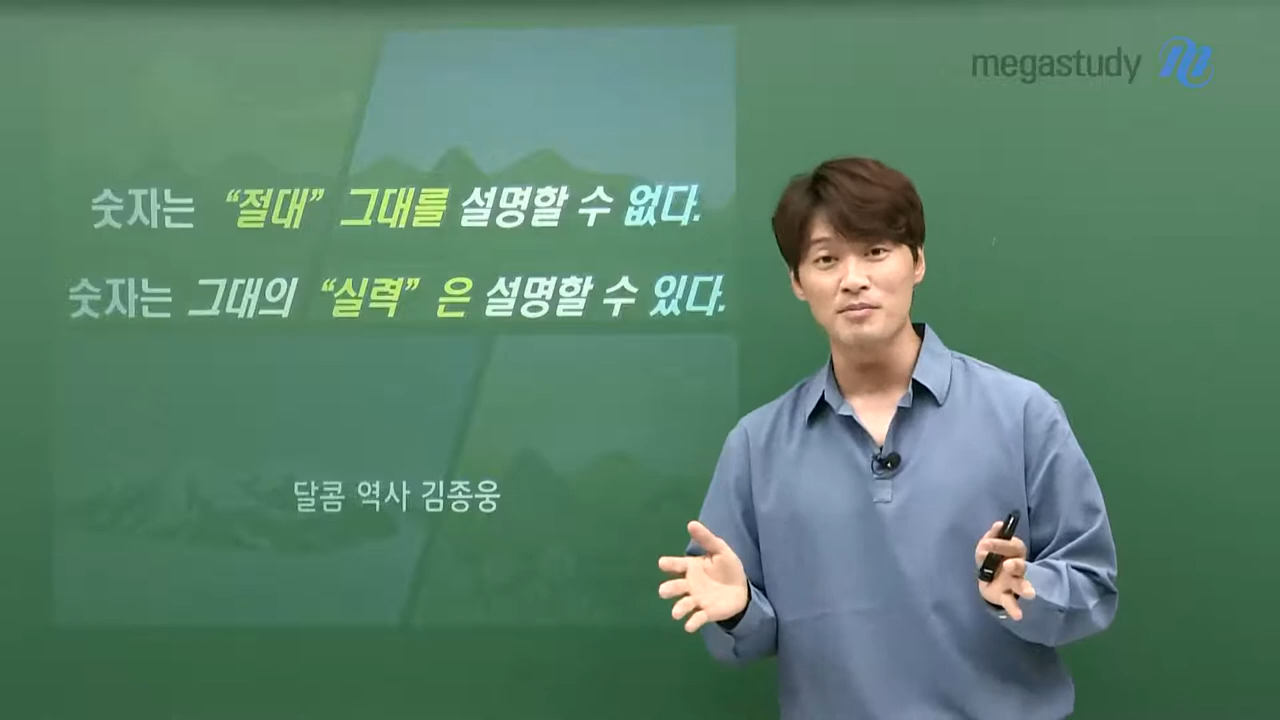 megastudy
숫자는 “절대” 그대를 설명할 수 없다.
숫자는 그대의 “실력” 은 설명할 수 있다.
달콤 역사 김종웅